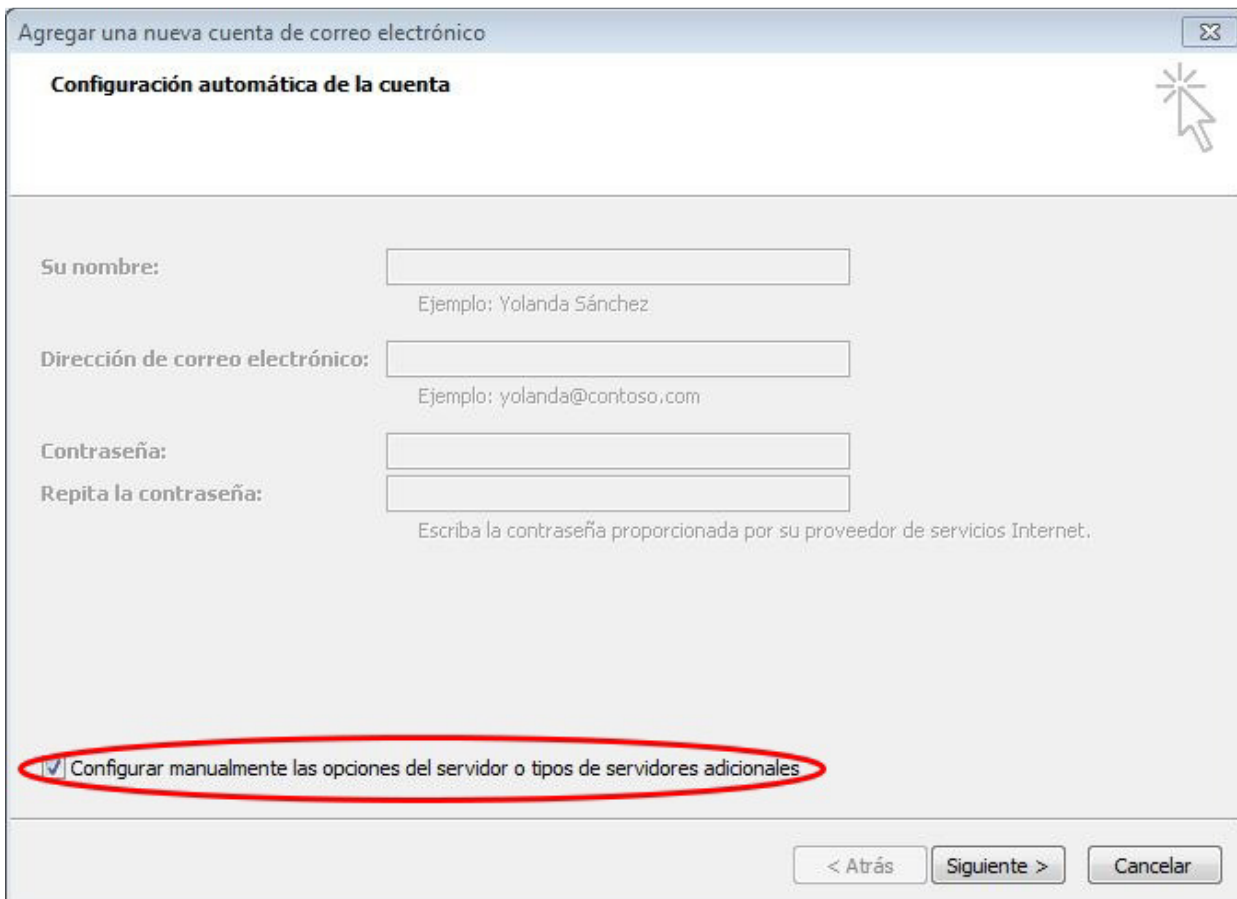 Agregar una nueva cuenta de correo electrónico
Configuración automática de la cuenta
Su nombre:
Ejemplo: Yolanda Sánchez
Dirección de correo electrónico:
Ejemplo: yolanda@contoso.com
Contraseña:
Repita la contraseña:
Escriba la contraseña proporcionada por su proveedor de servicios Internet.
Configurar manualmente las opciones del servidor o tipos de servidores adicionales
< Atrás Siguiente > Cancelar